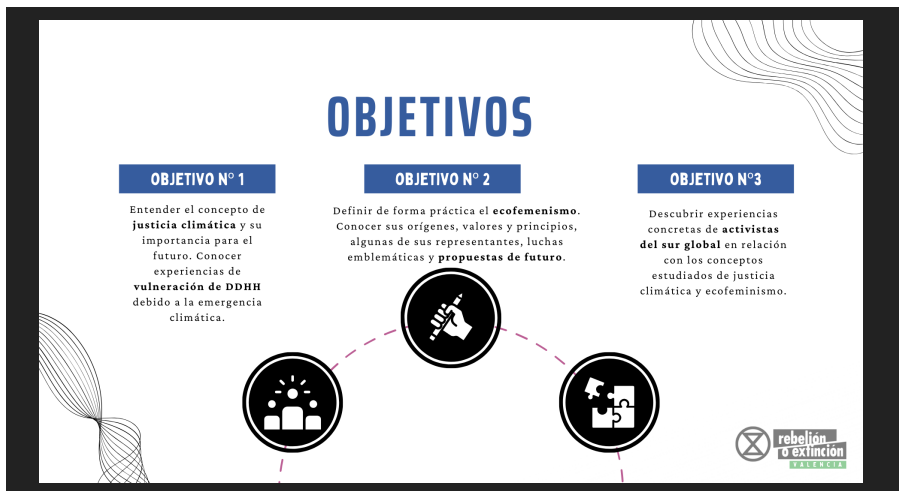 OBJETIVOS
OBJETIVO N° 1
Entender el concepto de
justicia climática y su
importancia para el
futuro. Conocer
experiencias de
vulneración de DDHH
debido a la emergencia
climática.
OBJETIVO N° 2
Definir de forma práctica el ecofemenismo.
Conocer sus orígenes, valores y principios,
algunas de sus representantes, luchas
emblemáticas y propuestas de futuro.
OBJETIVO N°3
Descubrir experiencias
concretas de activistas
del sur global en relación
con los conceptos
estudiados de justicia
climática y ecofeminismo.
rebelión
o extinción
VALENCIA